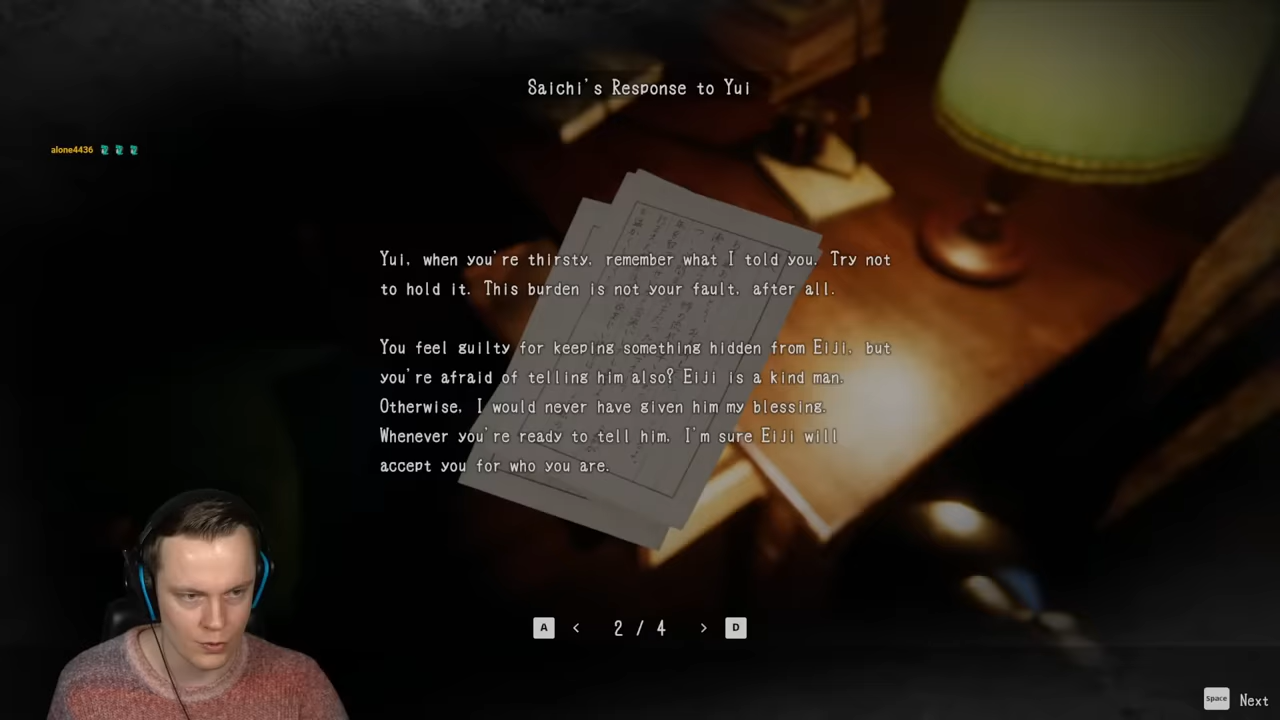 Saichi's Response to Yui
alone4436
Yui, when you're thirsty, remember what I told you. Try not
to hold it. This burden is not your fault, after all.
You feel guilty for keeping something hidden from Eiji, but
you're afraid of telling him also? Eiji is a kind man.
Otherwise, I would never have given him my blessing.
Whenever you're ready to tell him, I'm sure Eiji will
accept you for who you are.
A < 2 / 4 > D
Space Next